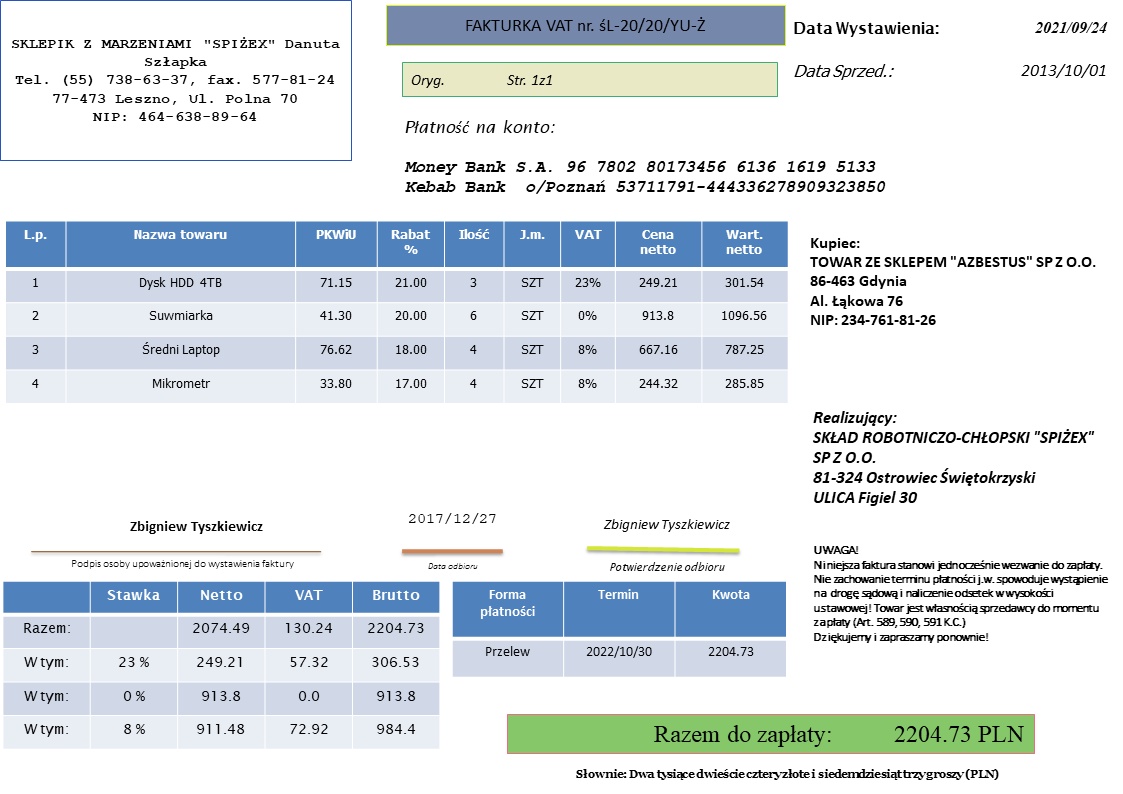 SKLEPIK Z MARZENIAMI "SPIŻEX" Danuta
Szłapka
Tel. (55) 738-63-37, fax. 577-81-24
77-473 Leszno, Ul. Polna 70
NIP: 464-638-89-64
FAKTURKA VAT nr. śL-20/20/YU-Ż
Oryg. Str. 1z1
Data Wystawienia: 2021/09/24
Data Sprzed.: 2013/10/01
Płatność na konto:
Money Bank S.A. 96 7802 80173456 6136 1619 5133
Kebab Bank o/Poznań 53711791-444336278909323850
L.p. Nazwa towaru PKWiU Rabat % Ilość J.m. VAT Cena netto Wart. netto
1 Dysk HDD 4TB 71.15 21.00 3 SZT 23% 249.21 301.54
2 Suwmiarka 41.30 20.00 6 SZT 0% 913.8 1096.56
3 Średni Laptop 76.62 18.00 4 SZT 8% 667.16 787.25
4 Mikrometr 33.80 17.00 4 SZT 8% 244.32 285.85
Kupiec:
TOWAR ZE SKLEPEM "AZBESTUS" SP Z O.O.
86-463 Gdynia
Al. Łąkowa 76
NIP: 234-761-81-26
Realizujący:
SKŁAD ROBOTNICZO-CHŁOPSKI "SPIŻEX"
SP Z O.O.
81-324 Ostrowiec Świętokrzyski
ULICA Figiel 30
Zbigniew Tyszkiewicz
Podpis osoby upoważnionej do wystawienia faktury
2017/12/27
Data odbioru
Zbigniew Tyszkiewicz
Potwierdzenie odbioru
UWAGA!
Niniejsza faktura stanowi jednocześnie wezwanie do zapłaty.
Nie zachowanie terminu płatności j.w. spowoduje wystąpienie
na drogę sądową i naliczenie odsetek w wysokości
ustawowej! Towar jest własnością sprzedawcy do momentu
zapłaty (Art. 589, 590, 591 K.C.)
Dziękujemy i zapraszamy ponownie!
Stawka Netto VAT Brutto
Razem: 2074.49 130.24 2204.73
W tym: 23 % 249.21 57.32 306.53
W tym: 0 % 913.8 0.0 913.8
W tym: 8 % 911.48 72.92 984.4
Forma płatności Termin Kwota
Przelew 2022/10/30 2204.73
Razem do zapłaty: 2204.73 PLN
Słownie: Dwa tysiące dwieście cztery złote i siedemdziesiąt trzy groszy (PLN)